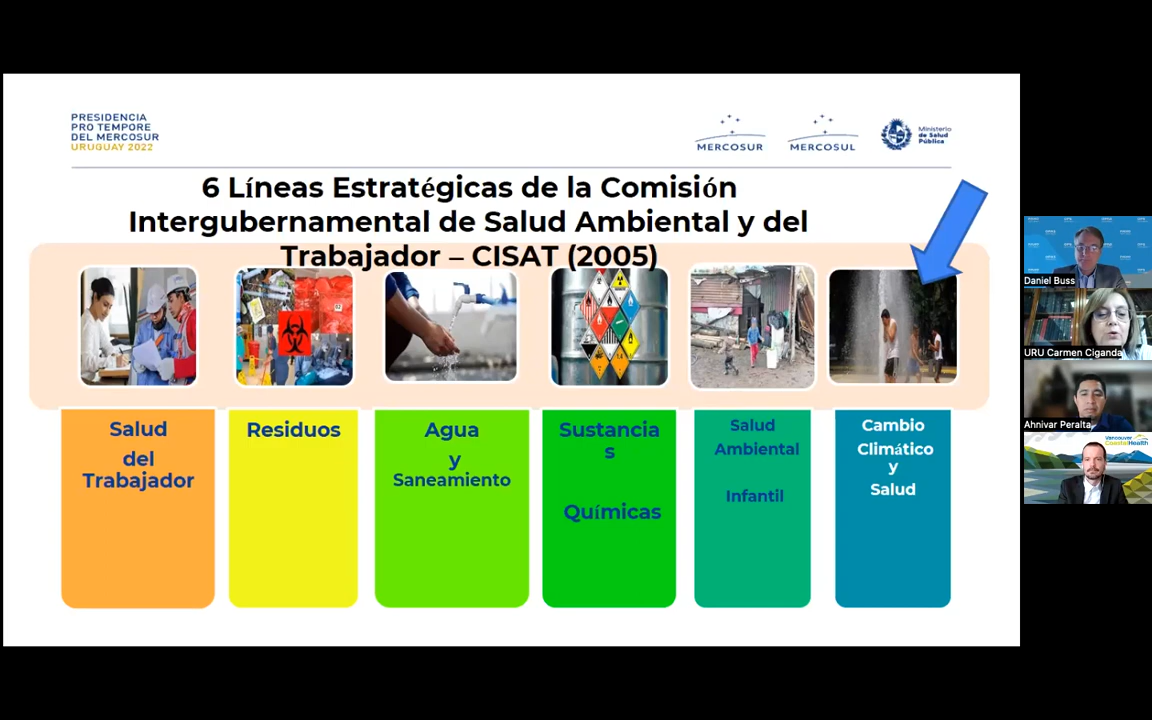 PRESIDENCIA
PRO TEMPORE
DEL MERCOSUR
URUGUAY 2022
MERCOSUR
MERCOSUL
Ministerio
de Salud
Pública
6 Líneas Estratégicas de la Comisión
Intergubernamental de Salud Ambiental y del
Trabajador – CISAT (2005)
Salud
del
Trabajador
Residuos
Agua
y
Saneamiento
Sustancia
s
Químicas
Salud
Ambiental
Infantil
Cambio
Climático
y
Salud
Daniel Buss
URU Carmen Ciganda
Ahnivar Peralta
Vancouver
CoastalHealth